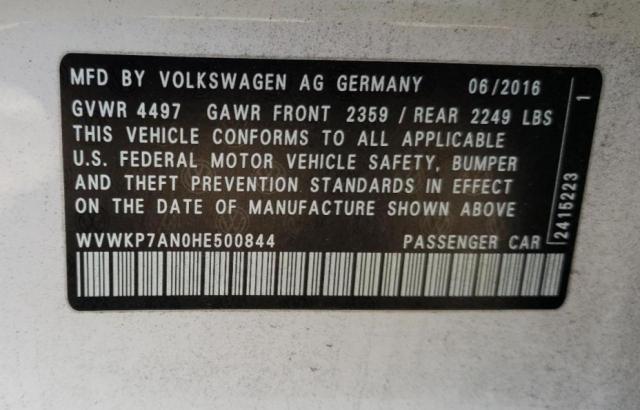 MFD BY VOLKSWAGEN AG GERMANY 06/2016
GVWR 4497 GAWR FRONT 2359 / REAR 2249 LBS
THIS VEHICLE CONFORMS TO ALL APPLICABLE
U.S. FEDERAL MOTOR VEHICLE SAFETY, BUMPER
AND THEFT PREVENTION STANDARDS IN EFFECT
ON THE DATE OF MANUFACTURE SHOWN ABOVE
WVWKP7AN0HE500844 PASSENGER CAR
2415223 1